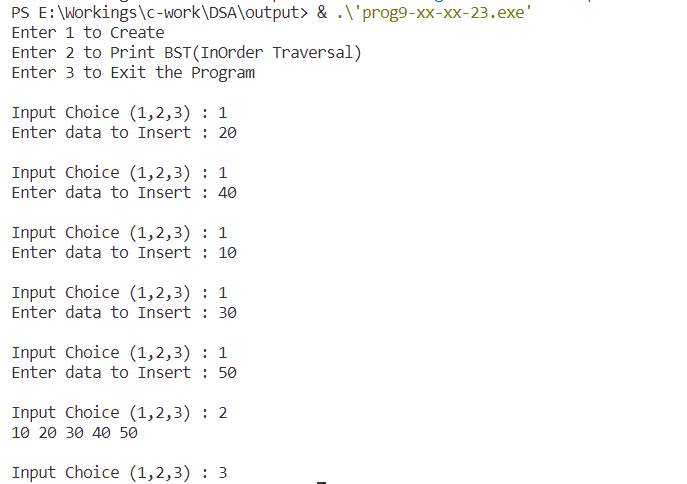 PS E:\Workings\c-work\DSA\output> & .\'prog9-xx-xx-23.exe'
Enter 1 to Create
Enter 2 to Print BST(InOrder Traversal)
Enter 3 to Exit the Program
Input Choice (1,2,3) : 1
Enter data to Insert : 20
Input Choice (1,2,3) : 1
Enter data to Insert : 40
Input Choice (1,2,3) : 1
Enter data to Insert : 10
Input Choice (1,2,3) : 1
Enter data to Insert : 30
Input Choice (1,2,3) : 1
Enter data to Insert : 50
Input Choice (1,2,3) : 2
10 20 30 40 50
Input Choice (1,2,3) : 3